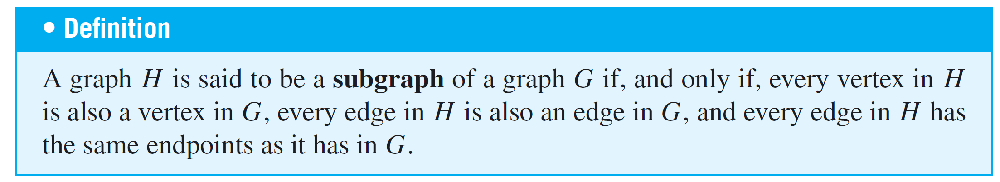 • Definition
A graph H is said to be a subgraph of a graph G if, and only if, every vertex in H
is also a vertex in G, every edge in H is also an edge in G, and every edge in H has
the same endpoints as it has in G.